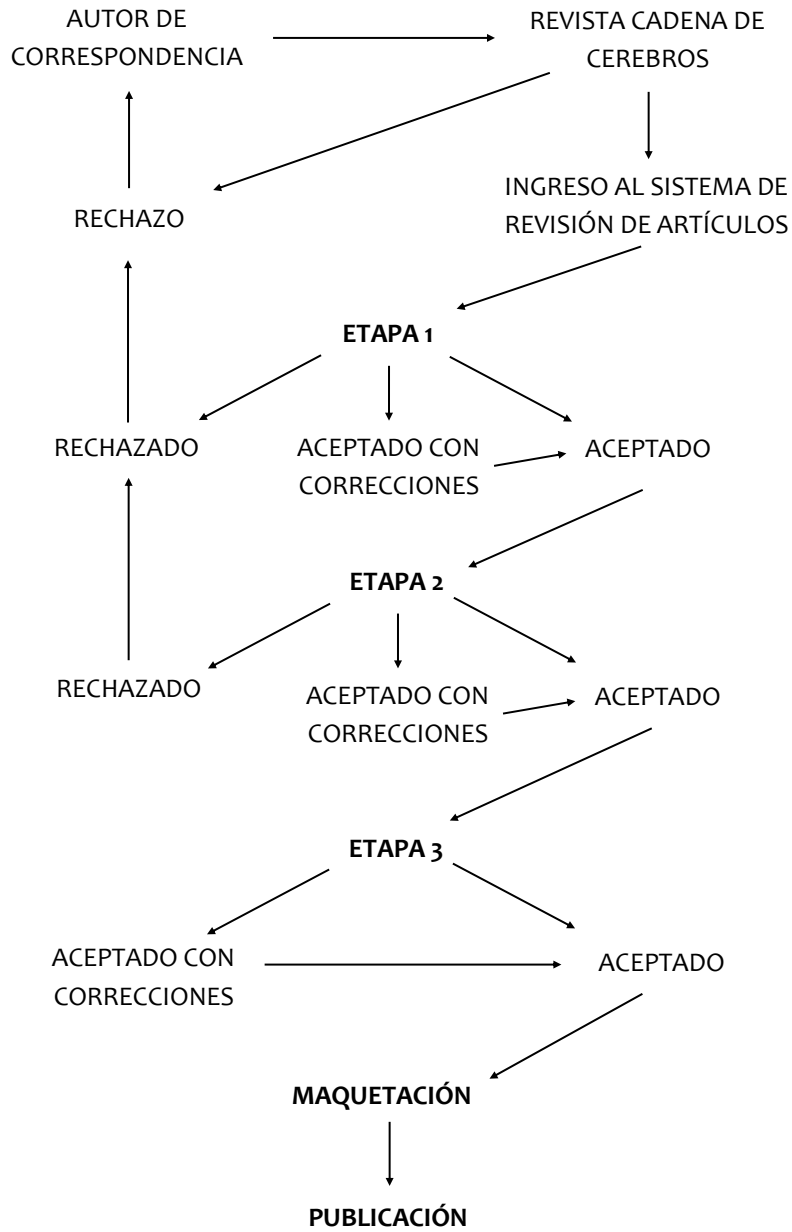 AUTOR DE
CORRESPONDENCIA
REVISTA CADENA DE
CEREBROS
RECHAZO
INGRESO AL SISTEMA DE
REVISIÓN DE ARTÍCULOS
ETAPA 1
RECHAZADO
ACEPTADO CON
CORRECCIONES
ACEPTADO
ETAPA 2
RECHAZADO
ACEPTADO CON
CORRECCIONES
ACEPTADO
ETAPA 3
ACEPTADO CON
CORRECCIONES
ACEPTADO
MAQUETACIÓN
PUBLICACIÓN